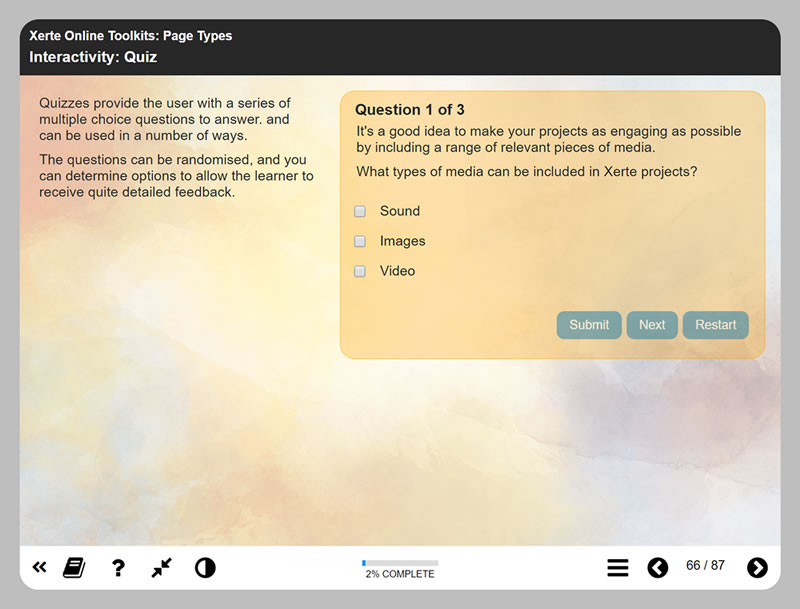 Xerte Online Toolkits: Page Types
Interactivity: Quiz
Quizzes provide the user with a series of
multiple choice questions to answer. and
can be used in a number of ways.
The questions can be randomised, and you
can determine options to allow the learner to
receive quite detailed feedback.
Question 1 of 3
It's a good idea to make your projects as engaging as possible
by including a range of relevant pieces of media.
What types of media can be included in Xerte projects?
Sound
Images
Video
Submit Next Restart
2% COMPLETE
66 / 87